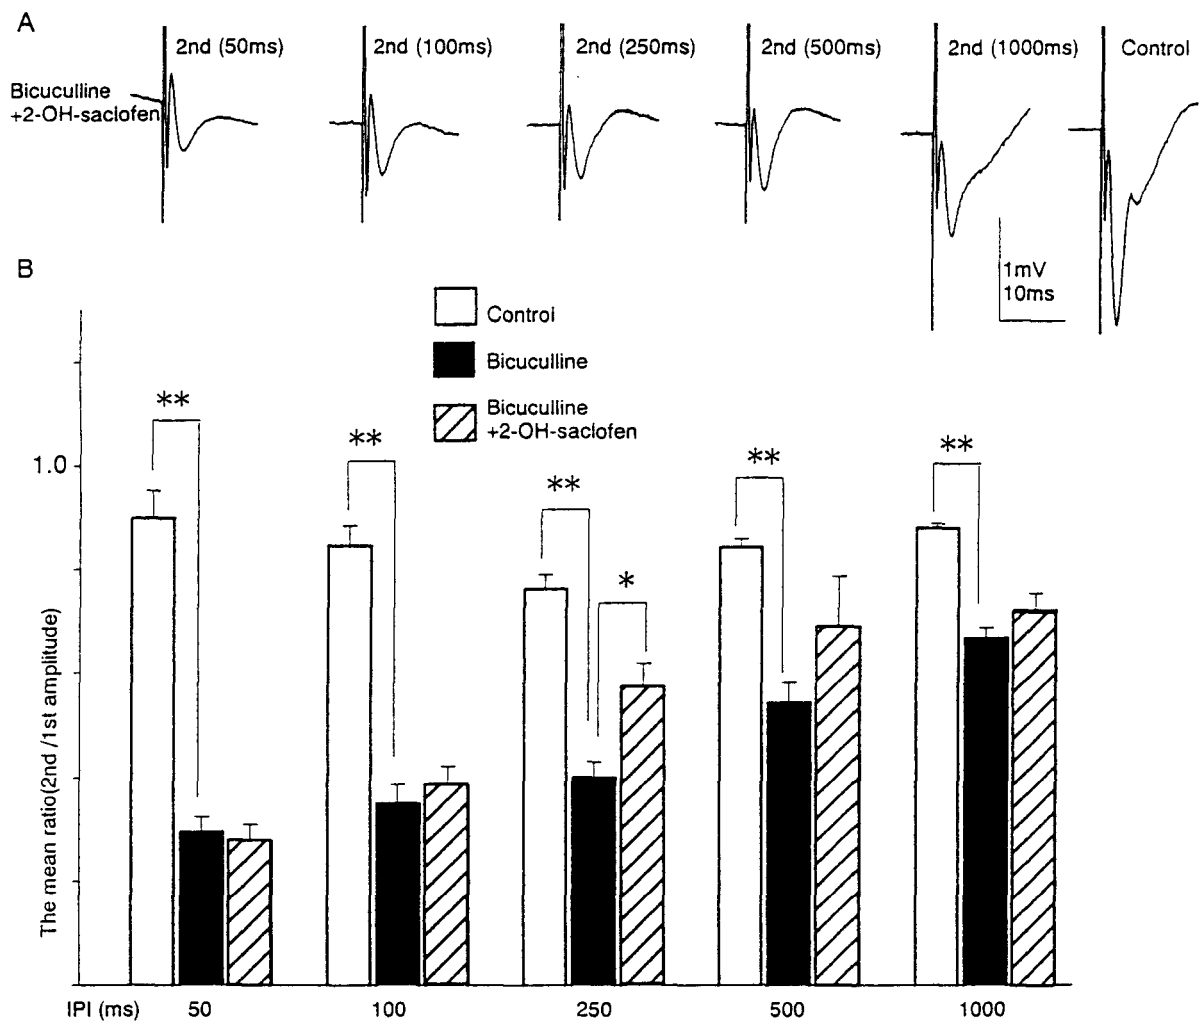 A
2nd (50ms)
2nd (100ms)
2nd (250ms)
2nd (500ms)
2nd (1000ms)
Control
Bicuculline
+2-OH-saclofen
1mV
10ms
B
Control
Bicuculline
Bicuculline
+2-OH-saclofen
**
**
**
*
**
**
1.0
The mean ratio(2nd /1st amplitude)
IPI (ms)
50
100
250
500
1000